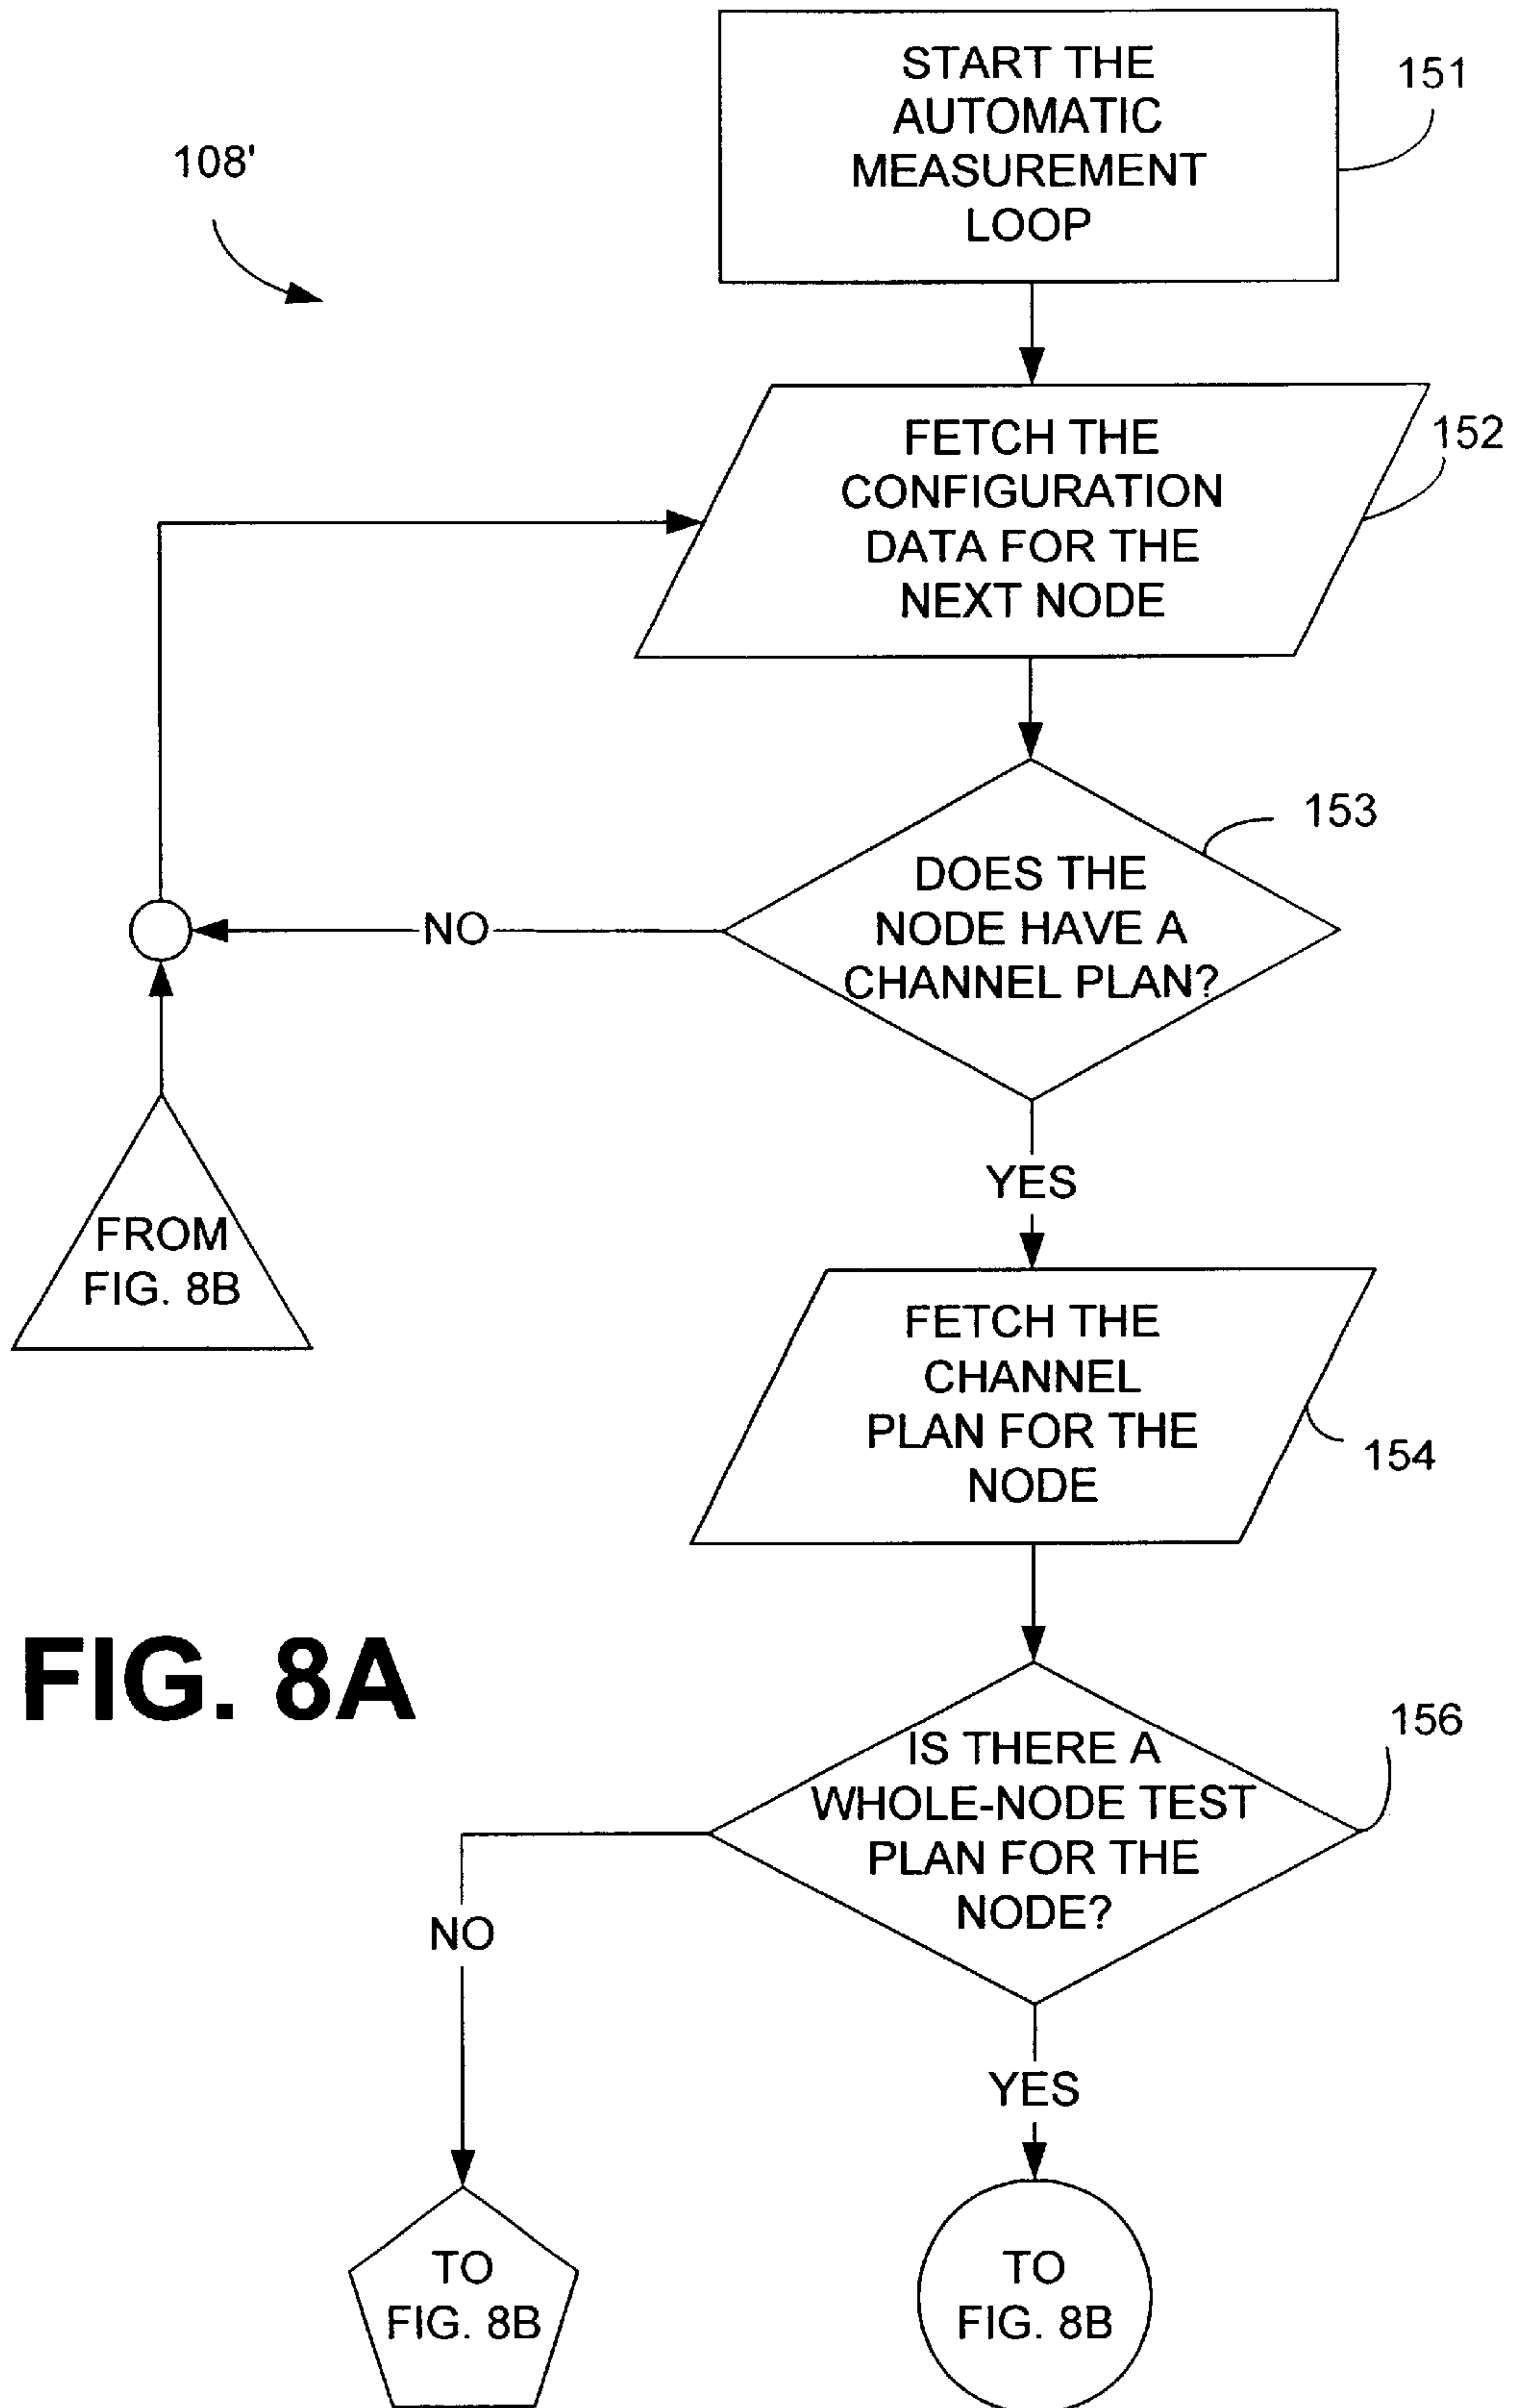 START THE
AUTOMATIC
MEASUREMENT
LOOP
151
108'
FETCH THE
CONFIGURATION
DATA FOR THE
NEXT NODE
152
DOES THE
NODE HAVE A
CHANNEL PLAN?
153
NO
YES
FROM
FIG. 8B
FETCH THE
CHANNEL
PLAN FOR THE
NODE
154
FIG. 8A
IS THERE A
WHOLE-NODE TEST
PLAN FOR THE
NODE?
156
NO
YES
TO
FIG. 8B
TO
FIG. 8B